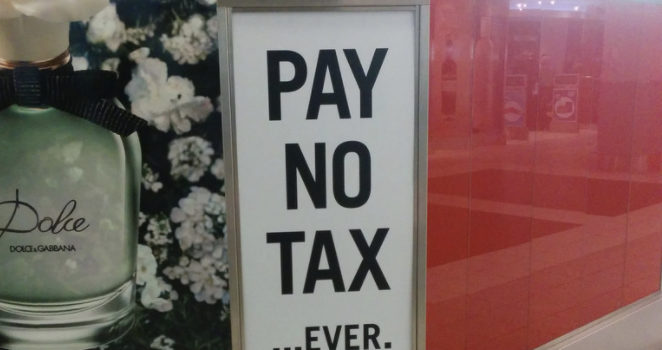 Dolce
DOLCE&GABBANA
PAY
NO
TAX
...EVER.